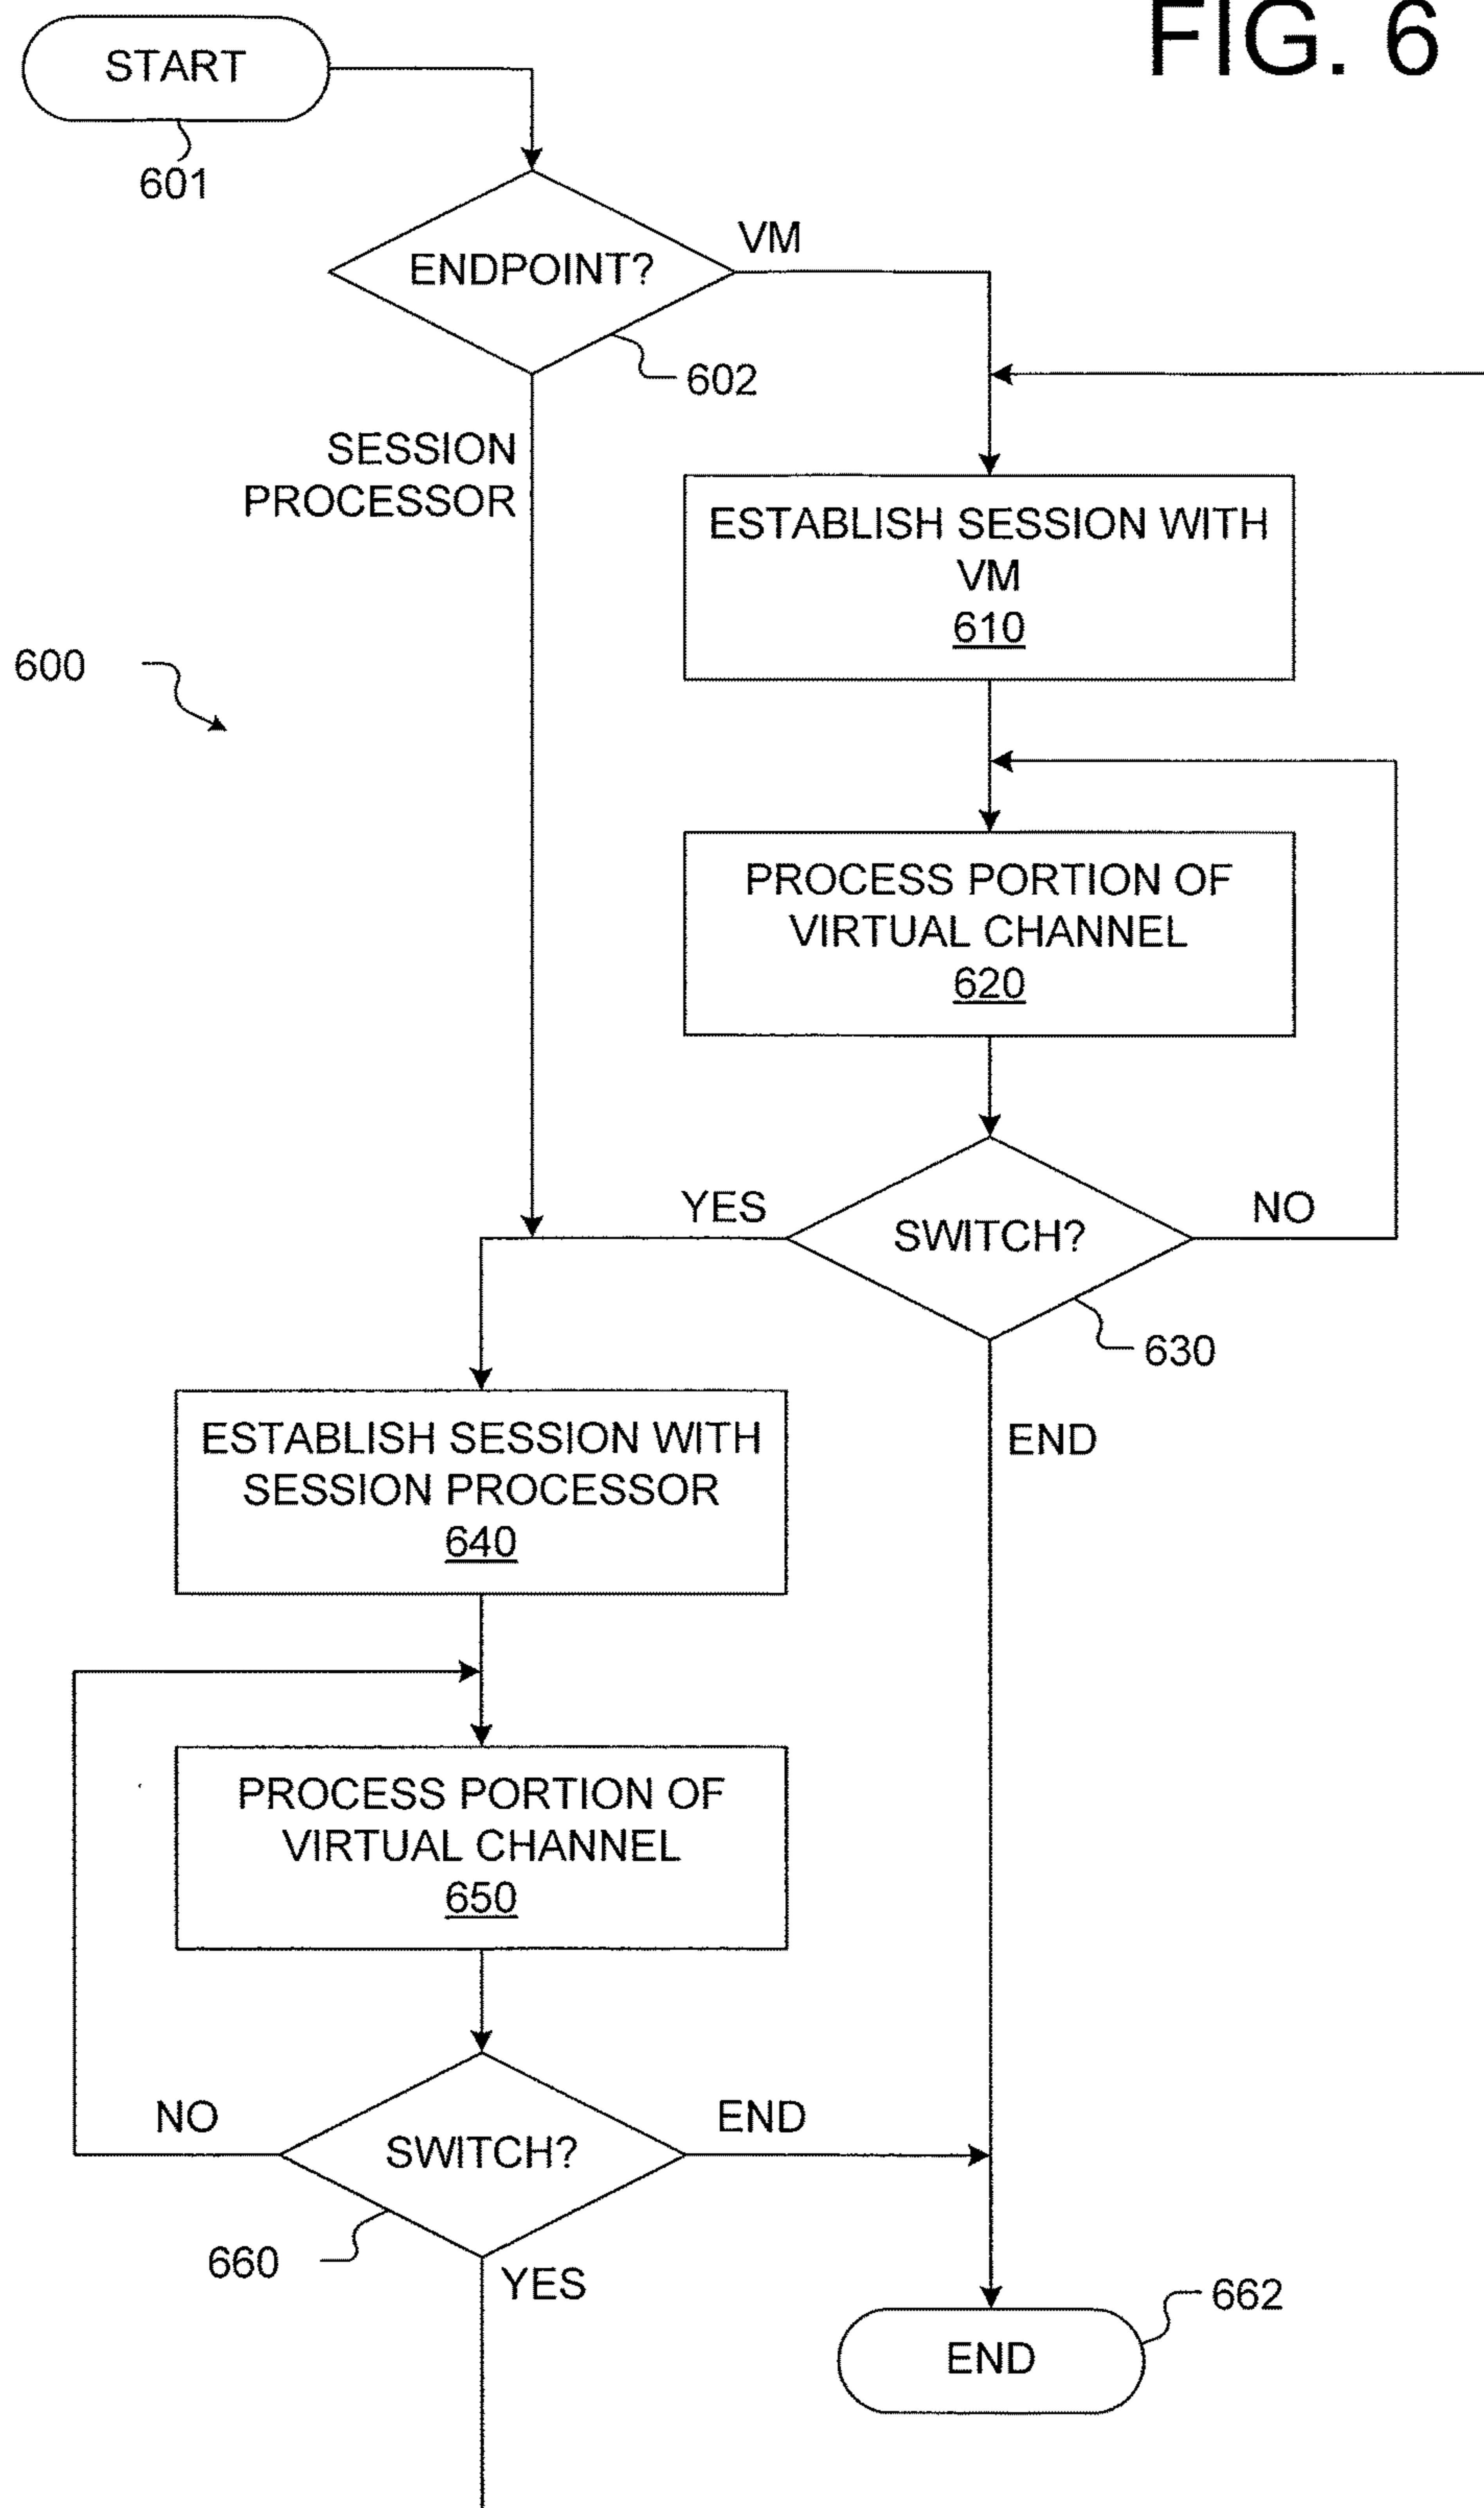 FIG. 6
START
601
ENDPOINT?
VM
602
SESSION
PROCESSOR
ESTABLISH SESSION WITH
VM
610
600
PROCESS PORTION OF
VIRTUAL CHANNEL
620
YES
SWITCH?
NO
630
ESTABLISH SESSION WITH
SESSION PROCESSOR
640
END
PROCESS PORTION OF
VIRTUAL CHANNEL
650
NO
SWITCH?
END
660
YES
662
END